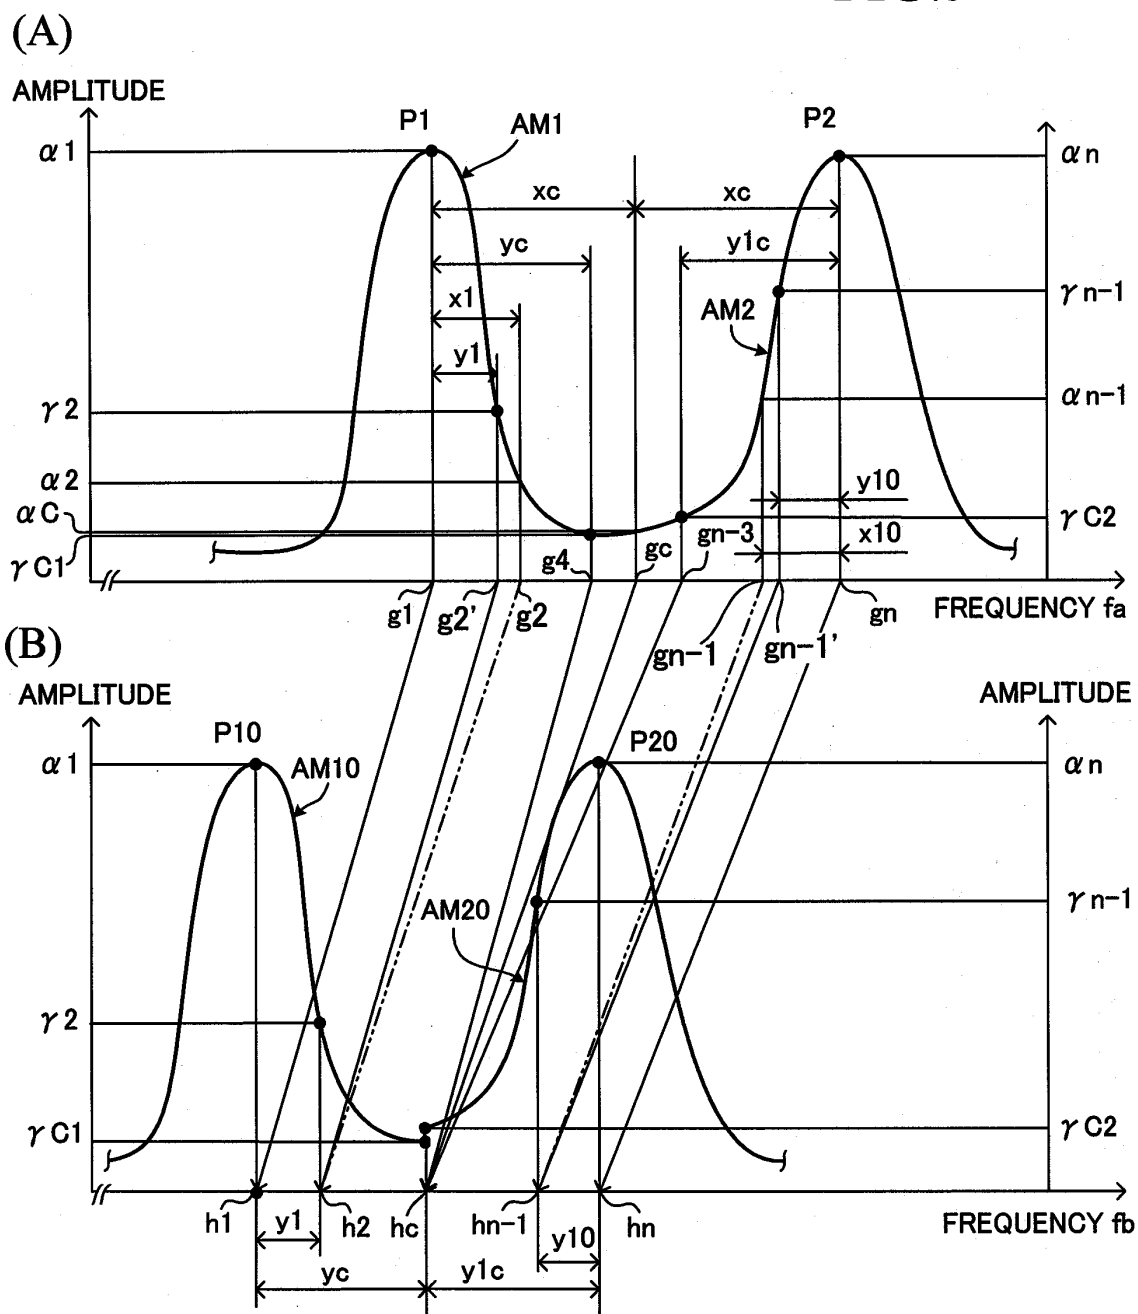 (A)
AMPLITUDE
P1
AM1
P2
α1
αn
xc
xc
yc
y1c
x1
γn-1
AM2
y1
γ2
αn-1
α2
y10
αC
γC2
gn-3
x10
γC1
g4
gc
g1
g2'
g2
gn
FREQUENCY fa
gn-1
gn-1'
(B)
AMPLITUDE
AMPLITUDE
P10
P20
α1
αn
AM10
γn-1
AM20
γ2
γC1
γC2
h1
y1
h2
hc
hn-1
hn
FREQUENCY fb
y10
yc
y1c